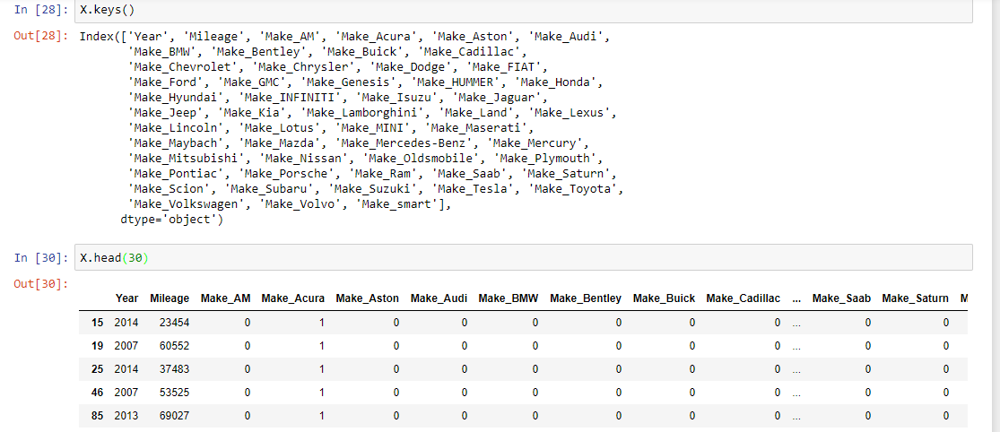 In [28]: X.keys()
Out[28]: Index(['Year', 'Mileage', 'Make_AM', 'Make_Acura', 'Make_Aston', 'Make_Audi',
'Make_BMW', 'Make_Bentley', 'Make_Buick', 'Make_Cadillac',
'Make_Chevrolet', 'Make_Chrysler', 'Make_Dodge', 'Make_FIAT',
'Make_Ford', 'Make_GMC', 'Make_Genesis', 'Make_HUMMER', 'Make_Honda',
'Make_Hyundai', 'Make_INFINITI', 'Make_Isuzu', 'Make_Jaguar',
'Make_Jeep', 'Make_Kia', 'Make_Lamborghini', 'Make_Land', 'Make_Lexus',
'Make_Lincoln', 'Make_Lotus', 'Make_MINI', 'Make_Maserati',
'Make_Maybach', 'Make_Mazda', 'Make_Mercedes-Benz', 'Make_Mercury',
'Make_Mitsubishi', 'Make_Nissan', 'Make_Oldsmobile', 'Make_Plymouth',
'Make_Pontiac', 'Make_Porsche', 'Make_Ram', 'Make_Saab', 'Make_Saturn',
'Make_Scion', 'Make_Subaru', 'Make_Suzuki', 'Make_Tesla', 'Make_Toyota',
'Make_Volkswagen', 'Make_Volvo', 'Make_smart'],
dtype='object')
In [30]: X.head(30)
Out[30]:
Year Mileage Make_AM Make_Acura Make_Aston Make_Audi Make_BMW Make_Bentley Make_Buick Make_Cadillac ... Make_Saab Make_Saturn M
15 2014 23454 0 1 0 0 0 0 0 0 ... 0 0
19 2007 60552 0 1 0 0 0 0 0 0 ... 0 0
25 2014 37483 0 1 0 0 0 0 0 0 ... 0 0
46 2007 53525 0 1 0 0 0 0 0 0 ... 0 0
85 2013 69027 0 1 0 0 0 0 0 0 ... 0 0